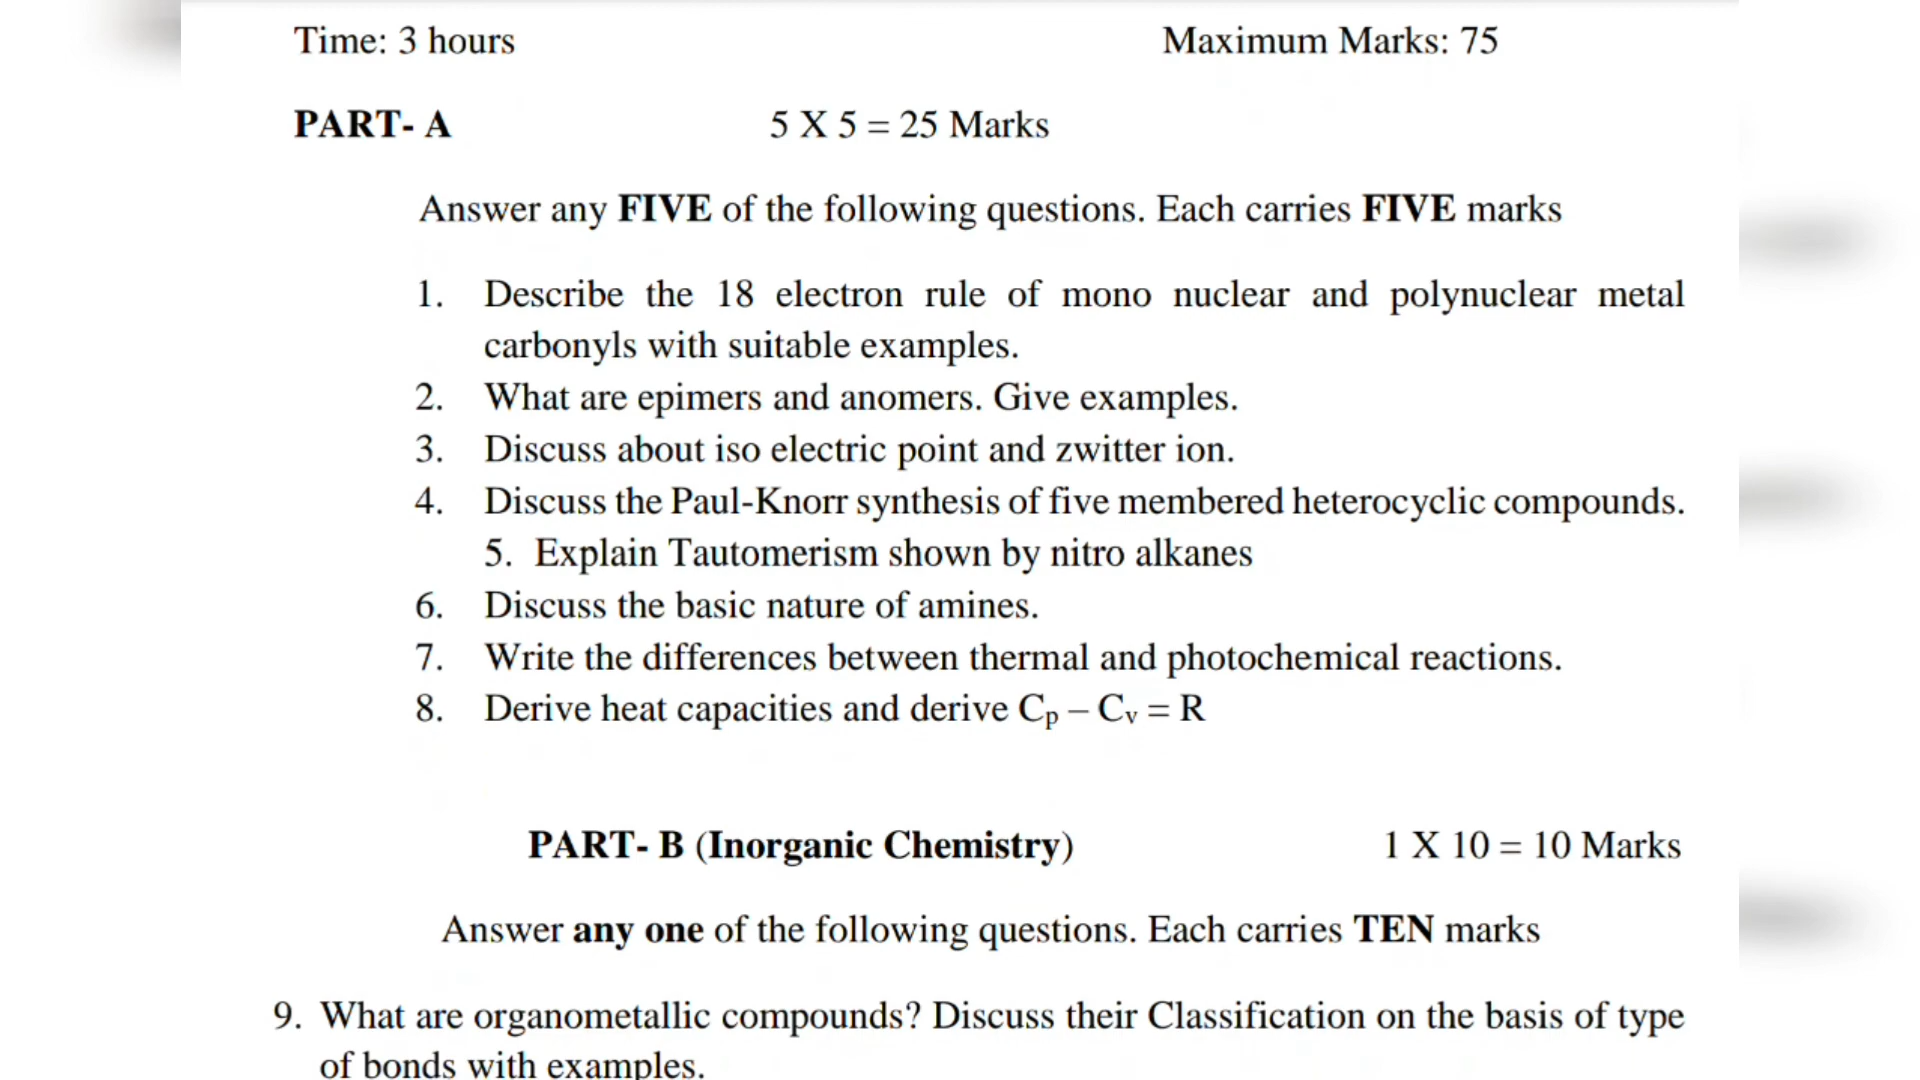 Time: 3 hours Maximum Marks: 75
PART- A 5 X 5 = 25 Marks
Answer any FIVE of the following questions. Each carries FIVE marks
1. Describe the 18 electron rule of mono nuclear and polynuclear metal
carbonyls with suitable examples.
2. What are epimers and anomers. Give examples.
3. Discuss about iso electric point and zwitter ion.
4. Discuss the Paul-Knorr synthesis of five membered heterocyclic compounds.
5. Explain Tautomerism shown by nitro alkanes
6. Discuss the basic nature of amines.
7. Write the differences between thermal and photochemical reactions.
8. Derive heat capacities and derive Cp – Cv = R
PART- B (Inorganic Chemistry) 1 X 10 = 10 Marks
Answer any one of the following questions. Each carries TEN marks
9. What are organometallic compounds? Discuss their Classification on the basis of type
of bonds with examples.